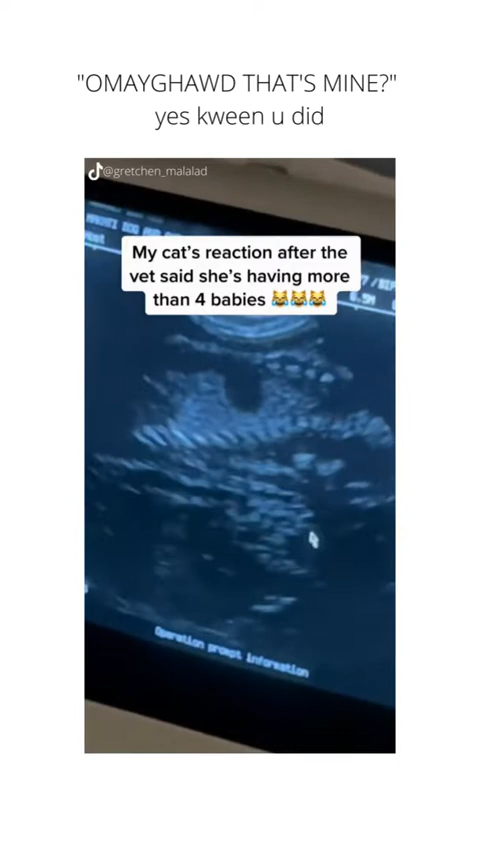 "OMAYGHAWD THAT'S MINE?"
yes kween u did
@gretchen_malalad
My cat's reaction after the
vet said she's having more
than 4 babies 😹😹😹
Operation prompt information